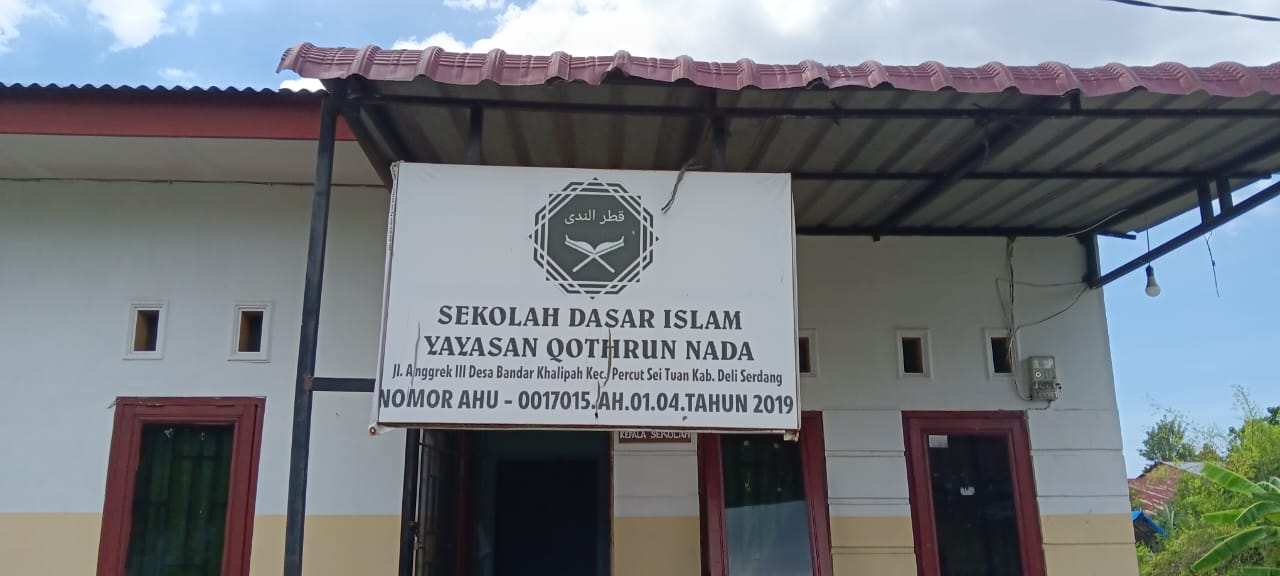 قطر الندى
SEKOLAH DASAR ISLAM
YAYASAN QOTHRUN NADA
Jl. Anggrek III Desa Bandar Khalipah Kec. Percut Sei Tuan Kab. Deli Serdang
NOMOR AHU - 0017015.AH.01.04.TAHUN 2019
KEPALA SEKOLAH